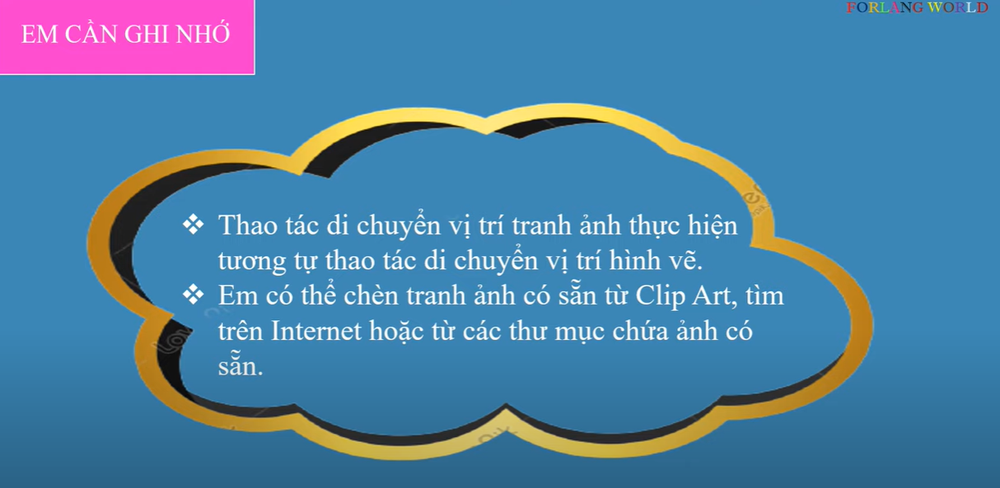 EM CẦN GHI NHỚ
FORLANG WORLD
❖ Thao tác di chuyển vị trí tranh ảnh thực hiện
tương tự thao tác di chuyển vị trí hình vẽ.
❖ Em có thể chèn tranh ảnh có sẵn từ Clip Art, tìm
trên Internet hoặc từ các thư mục chứa ảnh có
sẵn.